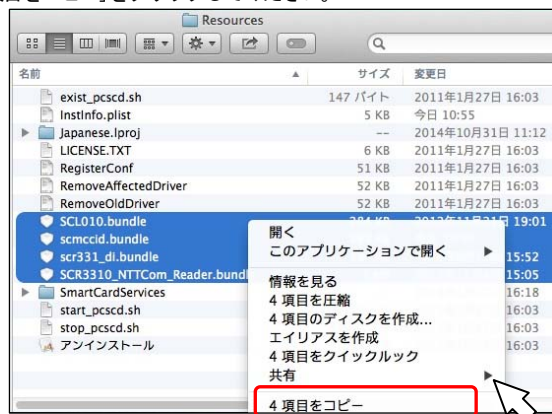 Resources
名前 サイズ 変更日
exist_pcscd.sh 147 バイト 2011年1月27日 16:03
InstInfo.plist 5 KB 今日 10:55
Japanese.lproj -- 2014年10月31日 11:12
LICENSE.TXT 6 KB 2011年1月27日 16:03
RegisterConf 51 KB 2011年1月27日 16:03
RemoveAffectedDriver 52 KB 2011年1月27日 16:03
RemoveOldDriver 52 KB 2011年1月27日 16:03
SCL010.bundle 19:01
scmccid.bundle
scr331_di.bundle 15:52
SCR3310_NTTCom_Reader.bundl 15:05
SmartCardServices 16:18
start_pcscd.sh 16:03
stop_pcscd.sh 16:03
アンインストール 16:03
開く
このアプリケーションで開く
情報を見る
4 項目を圧縮
4 項目のディスクを作成...
エイリアスを作成
4 項目をクイックルック
共有
4 項目をコピー